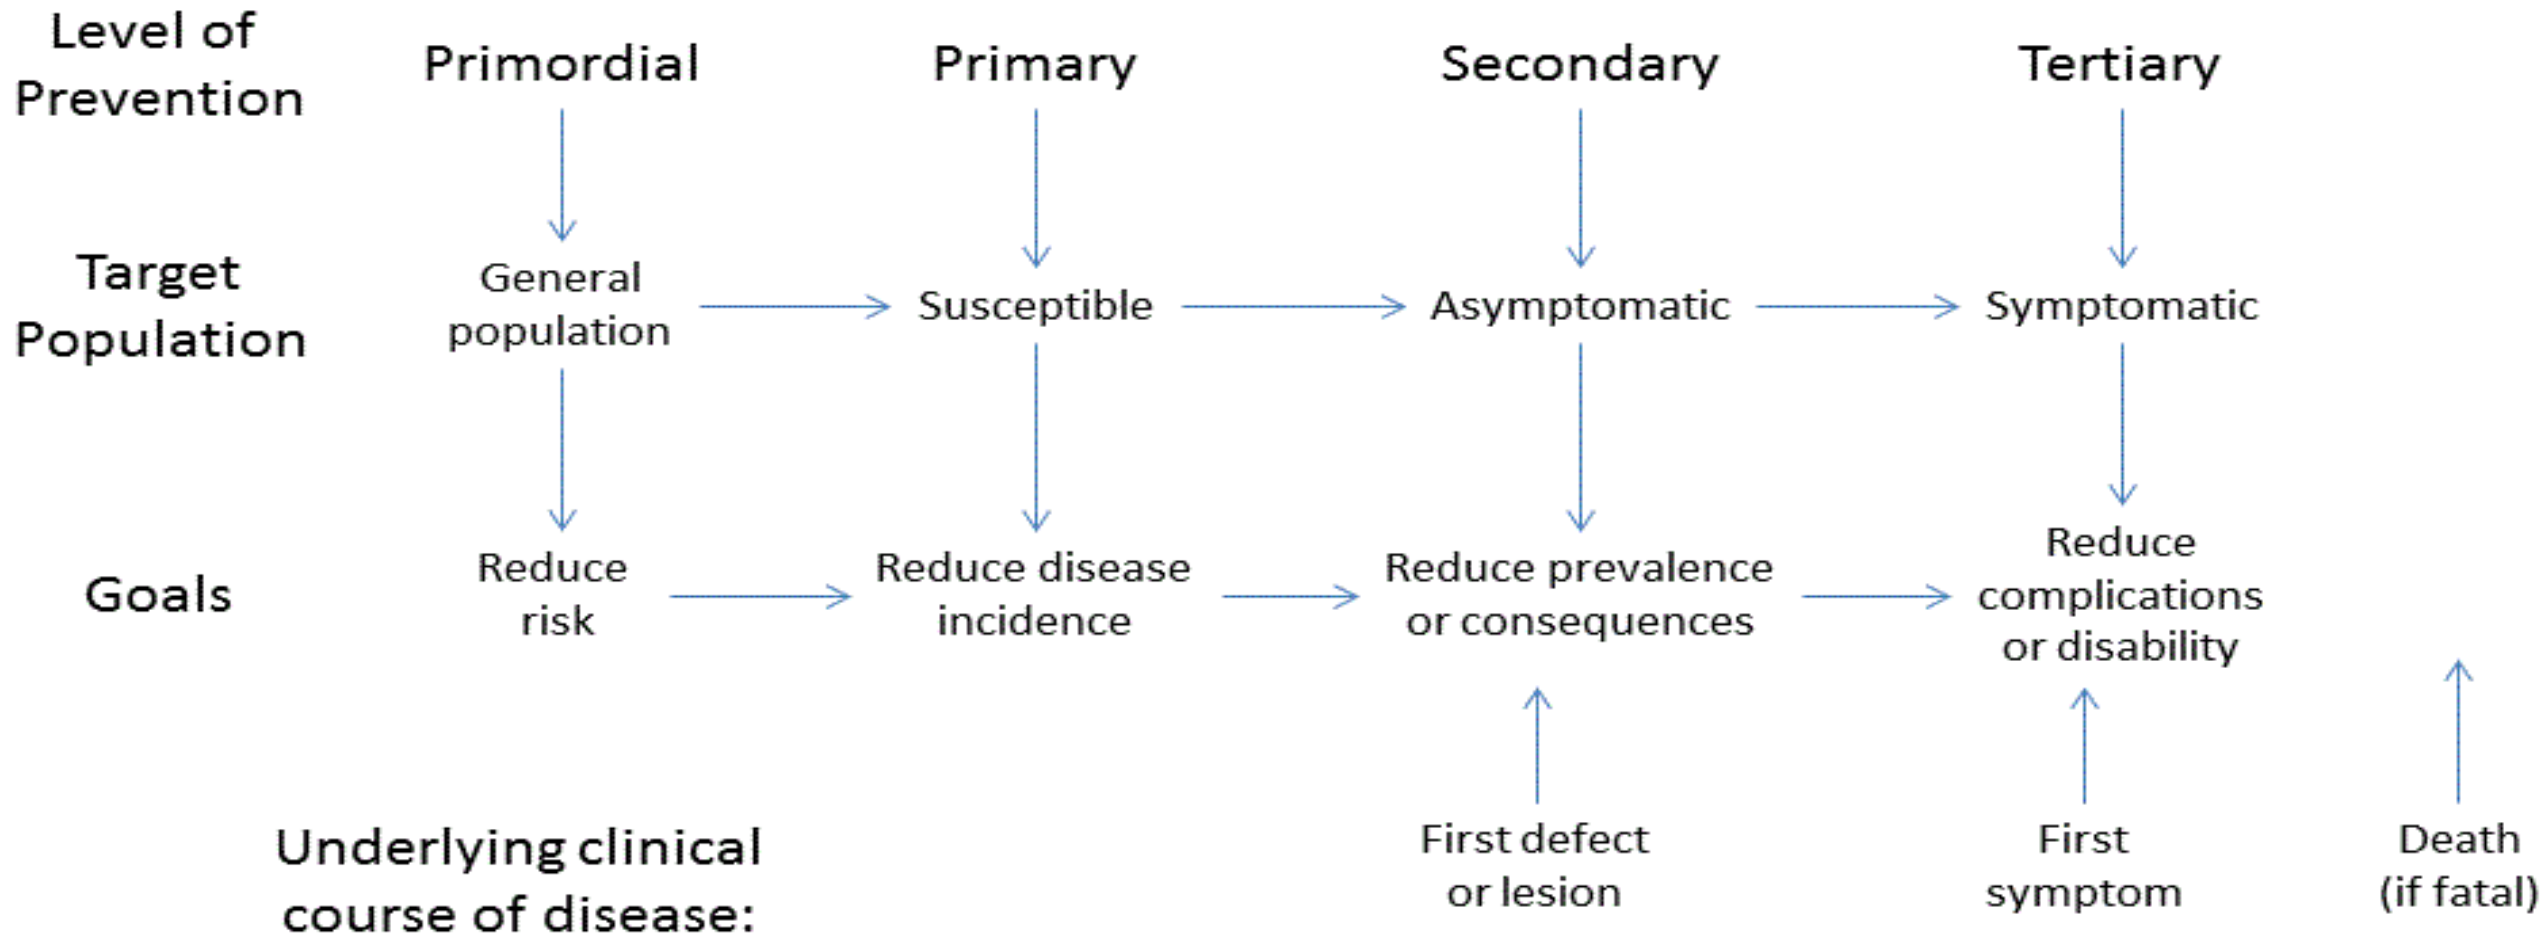 Level of
Prevention
Primordial
Primary
Secondary
Tertiary
Target
Population
General
population
Susceptible
Asymptomatic
Symptomatic
Goals
Reduce
risk
Reduce disease
incidence
Reduce prevalence
or consequences
Reduce
complications
or disability
Underlying clinical
course of disease:
First defect
or lesion
First
symptom
Death
(if fatal)